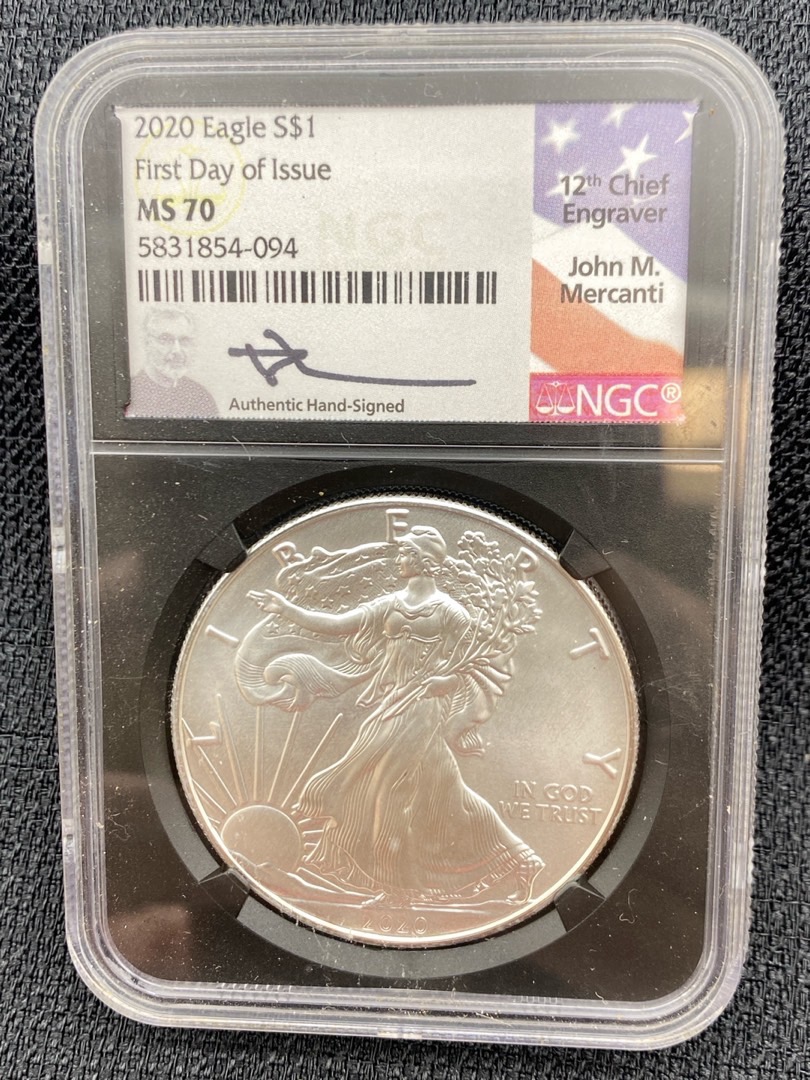 2020 Eagle S$1
First Day of Issue
MS 70
5831854-094
NGC
Authentic Hand-Signed
12th Chief
Engraver
John M.
Mercanti
NGC®
LIBERTY
IN GOD
WE TRUST
2020